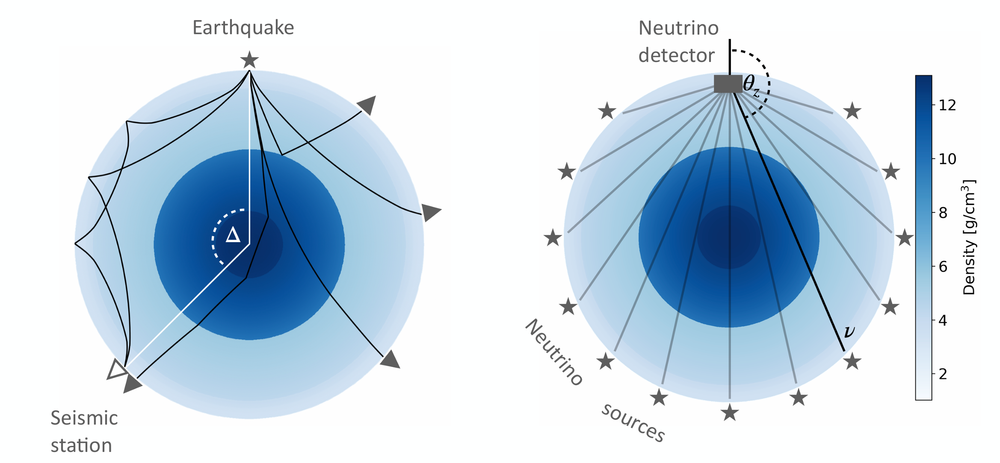 Earthquake
Δ
Seismic
station
Neutrino
detector
θz
ν
Neutrino
sources
12
10
8
6
4
2
Density [g/cm³]